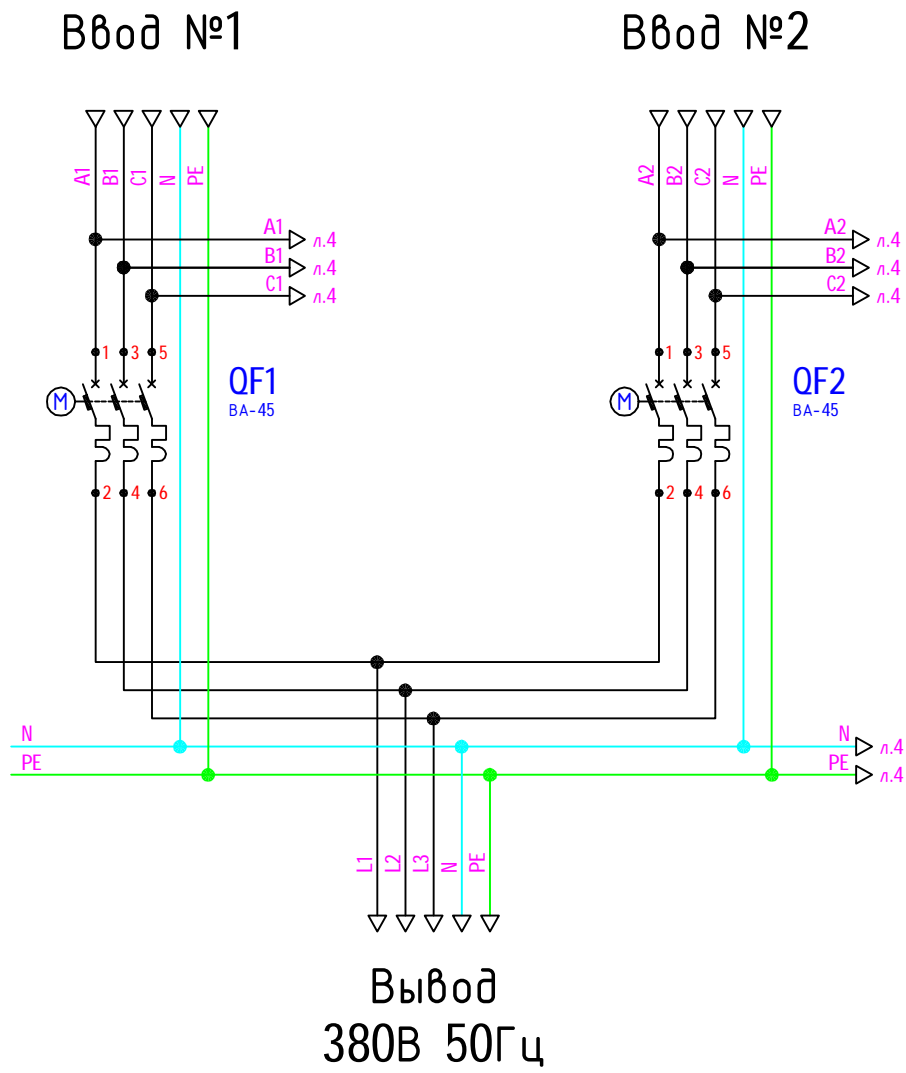 Ввод №1
Ввод №2
A1 B1 C1 N PE
A2 B2 C2 N PE
A1 л.4
B1 л.4
C1 л.4
A2 л.4
B2 л.4
C2 л.4
1 3 5
1 3 5
M
QF1
ВА-45
M
QF2
ВА-45
2 4 6
2 4 6
N
N л.4
PE
PE л.4
L1 L2 L3 N PE
Вывод
380В 50Гц